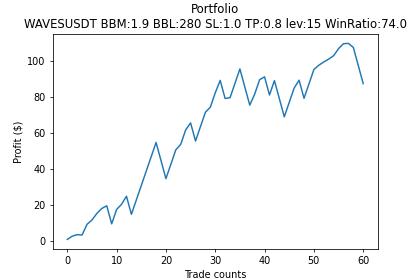 Portfolio
WAVESUSDT BBM:1.9 BBL:280 SL:1.0 TP:0.8 lev:15 WinRatio:74.0
Profit ($)
100
80
60
40
20
0
0 10 20 30 40 50 60
Trade counts